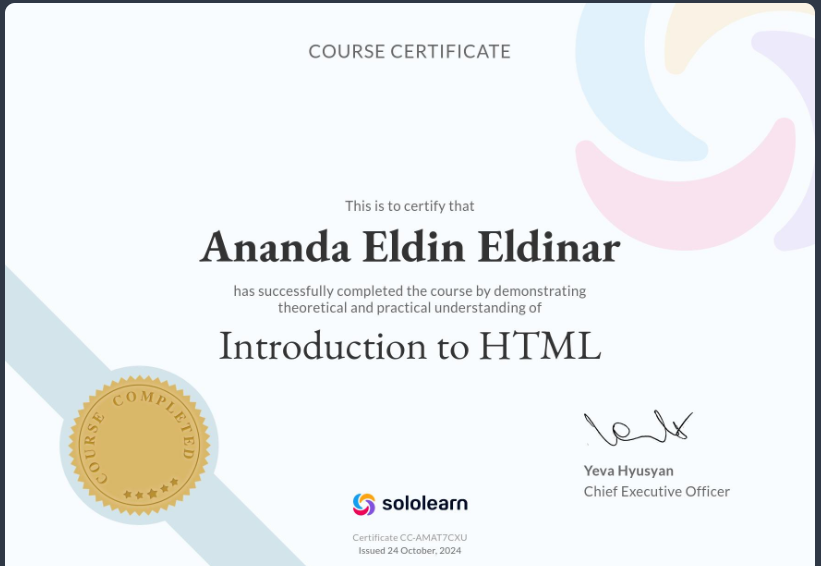 COURSE CERTIFICATE
This is to certify that
Ananda Eldin Eldinar
has successfully completed the course by demonstrating
theoretical and practical understanding of
Introduction to HTML
COURSE COMPLETED
Yeva Hyusyan
Chief Executive Officer
sololearn
Certificate CC-AMAT7CXU
Issued 24 October, 2024